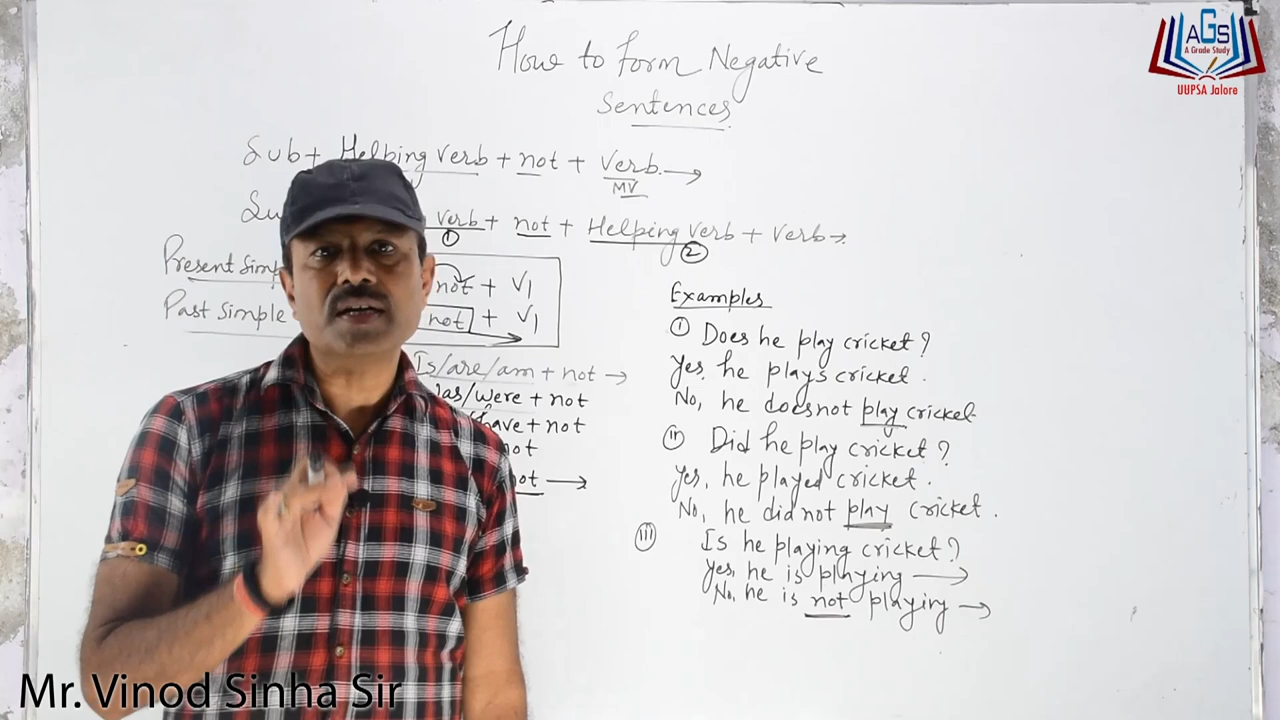 How to form Negative
Sentences
Sub + Helping verb + not + verb →
MV
Su verb + not + Helping verb + verb →
① ②
Present Simp not + V1
Past Simple not + V1
Is/are/am + not →
as/were + not
have + not
not
ot →
Examples
① Does he play cricket?
Yes, he plays cricket.
No, he does not play cricket
② Did he play cricket?
Yes, he played cricket.
No, he did not play cricket.
iii Is he playing cricket?
Yes, he is playing →
No, he is not playing →
AGS
A Grade Study
UUPSA Jalore
Mr. Vinod Sinha Sir